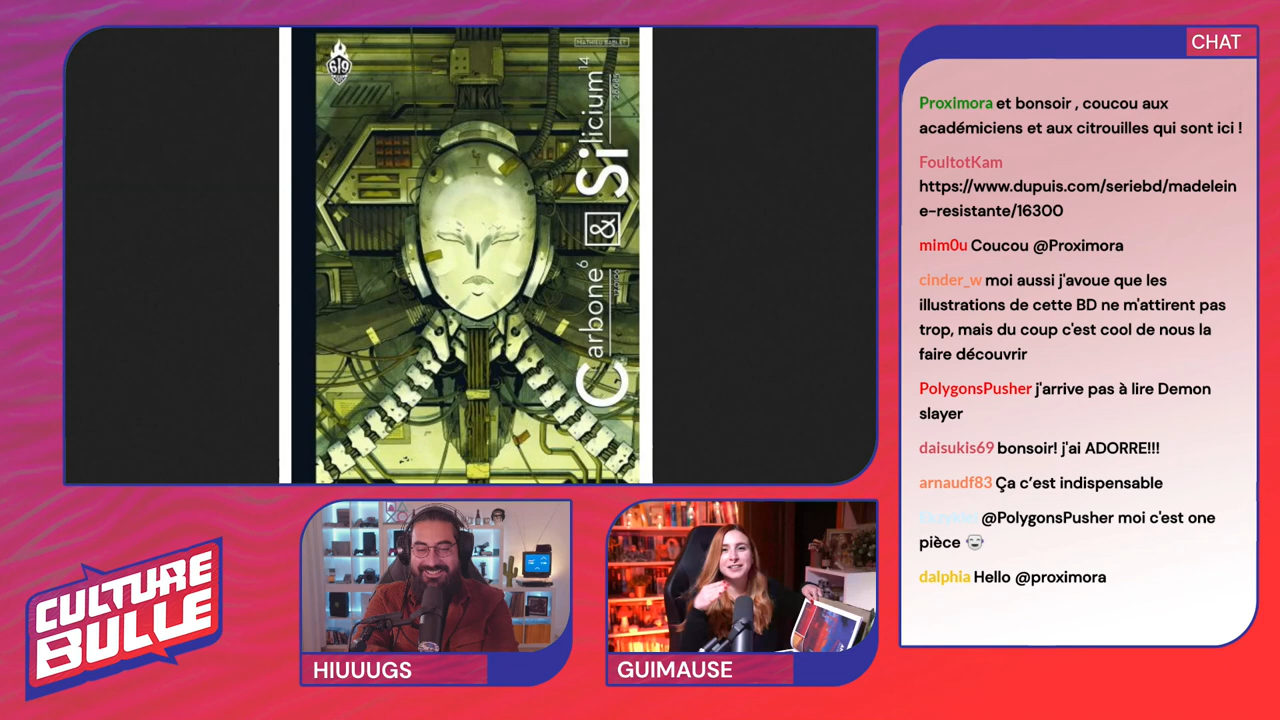 619
MATHIEU BABLET
Carbone6 & Silicium14
CHAT
Proximora et bonsoir , coucou aux
académiciens et aux citrouilles qui sont ici !
FoultotKam
https://www.dupuis.com/seriebd/madelein
e-resistante/16300
mim0u Coucou @Proximora
cinder_w moi aussi j'avoue que les
illustrations de cette BD ne m'attirent pas
trop, mais du coup c'est cool de nous la
faire découvrir
PolygonsPusher j'arrive pas à lire Demon
slayer
daisukis69 bonsoir! j'ai ADORRE!!!
arnaudf83 Ça c’est indispensable
@PolygonsPusher moi c'est one
pièce
dalphia Hello @proximora
CULTURE
BULLE
HIUUUGS
GUIMAUSE